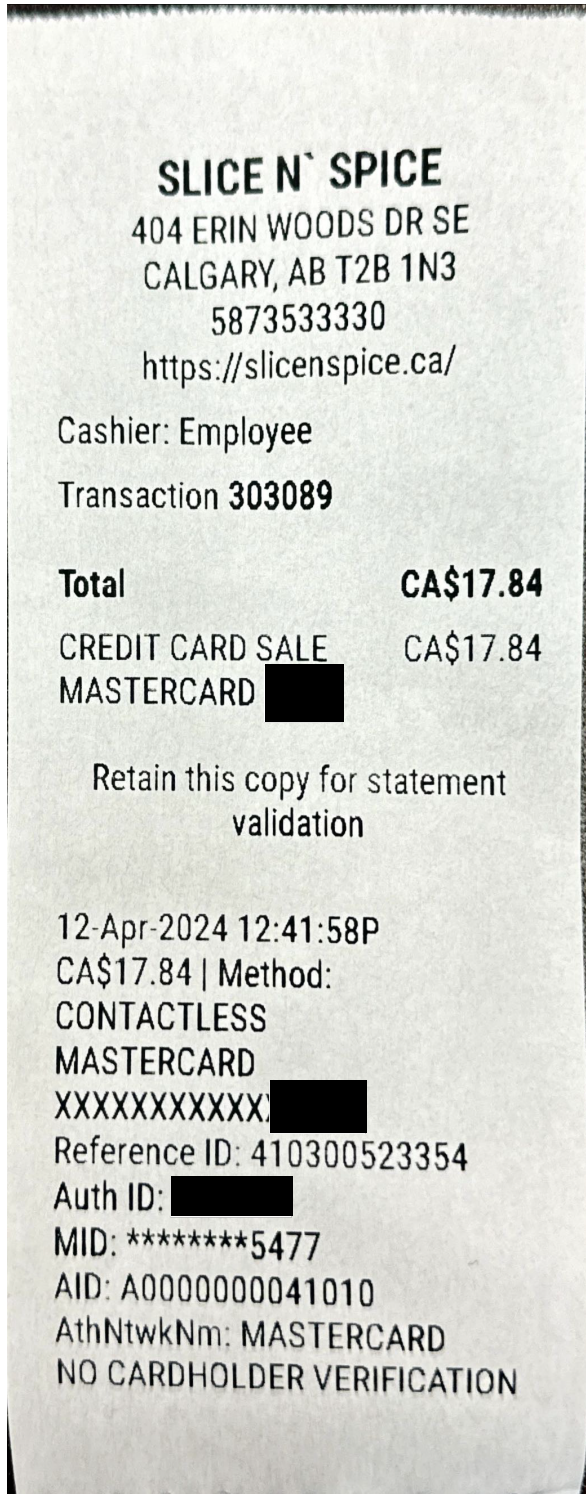 SLICE N` SPICE
404 ERIN WOODS DR SE
CALGARY, AB T2B 1N3
5873533330
https://slicenspice.ca/
Cashier: Employee
Transaction 303089
Total CA$17.84
CREDIT CARD SALE CA$17.84
MASTERCARD
Retain this copy for statement
validation
12-Apr-2024 12:41:58P
CA$17.84 | Method:
CONTACTLESS
MASTERCARD
XXXXXXXXXXXX
Reference ID: 410300523354
Auth ID:
MID: ********5477
AID: A0000000041010
AthNtwkNm: MASTERCARD
NO CARDHOLDER VERIFICATION